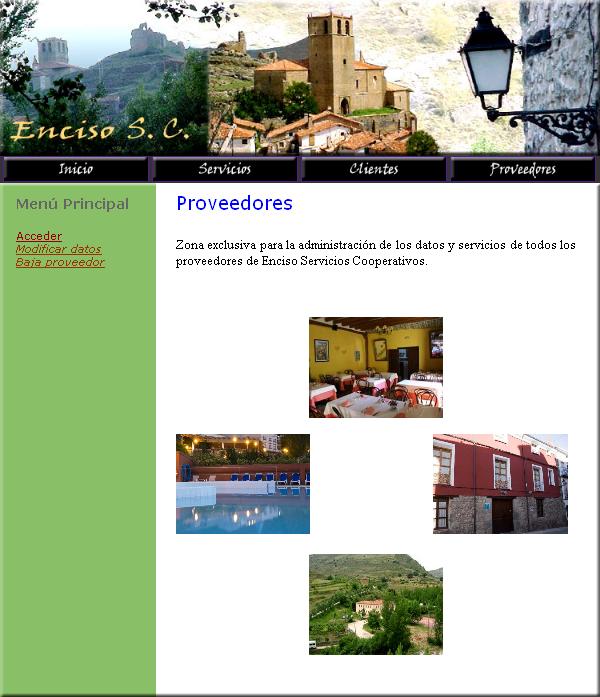 Enciso S. C.
Inicio
Servicios
Clientes
Proveedores
Menú Principal
Acceder
Modificar datos
Baja proveedor
Proveedores
Zona exclusiva para la administración de los datos y servicios de todos los
proveedores de Enciso Servicios Cooperativos.